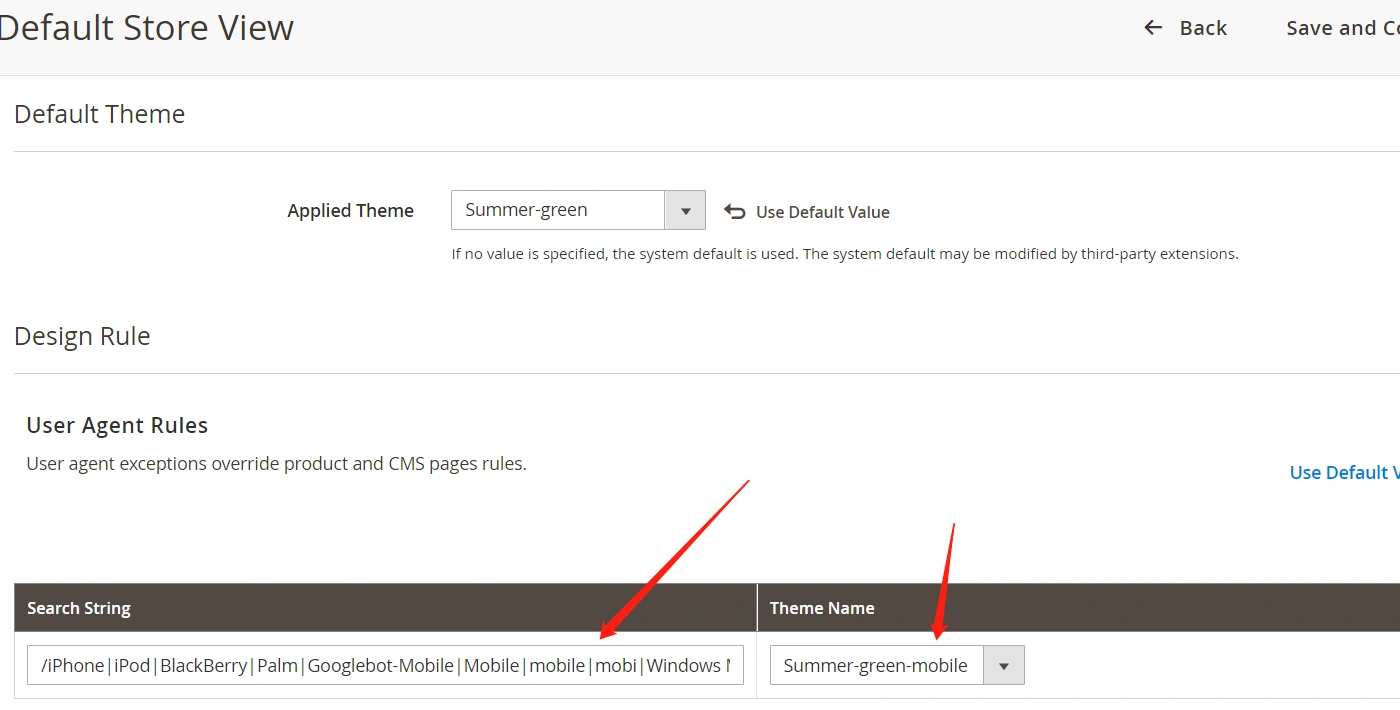 Default Store View
Back
Save and
Default Theme
Applied Theme
Summer-green
Use Default Value
If no value is specified, the system default is used. The system default may be modified by third-party extensions.
Design Rule
User Agent Rules
User agent exceptions override product and CMS pages rules.
Use Default
Search String
Theme Name
/iPhone|iPod|BlackBerry|Palm|Googlebot-Mobile|Mobile|mobile|mobi|Windows
Summer-green-mobile